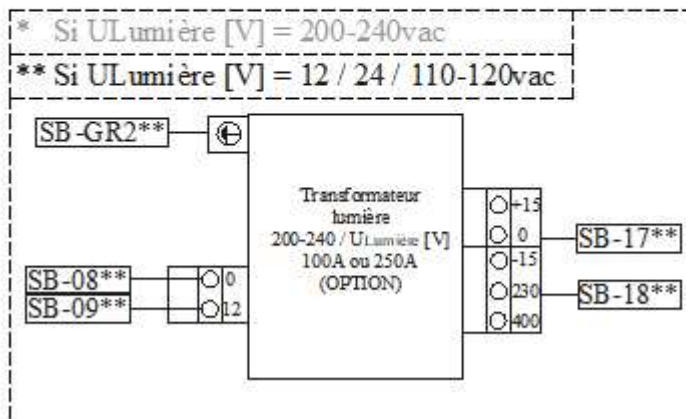 * Si ULumière [V] = 200-240vac
** Si ULumière [V] = 12 / 24 / 110-120vac
SB-GR2**
Transformateur
lumière
200-240 / ULumière [V]
100A ou 250A
(OPTION)
+15
0
-15
230
400
SB-17**
SB-18**
SB-08**
0
SB-09**
12